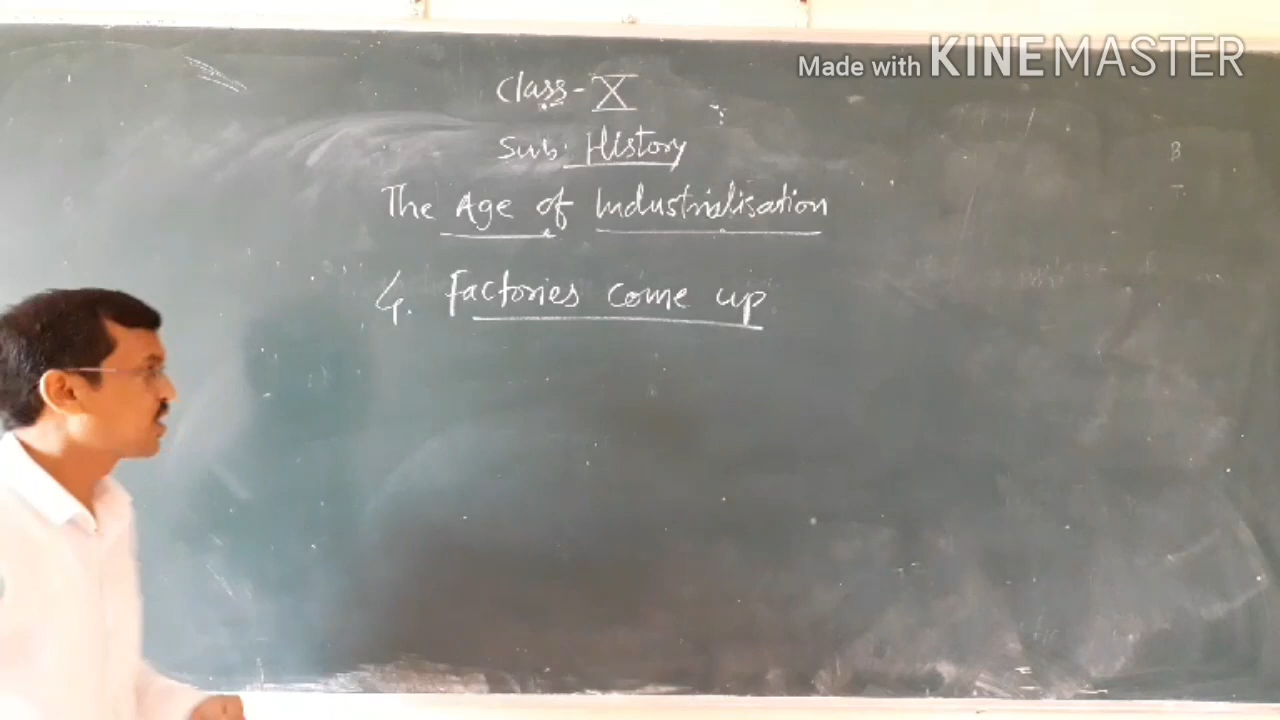 Made with KINEMASTER
Class - X
Sub: History
The Age of Industrialisation
4. Factories come up
B
T